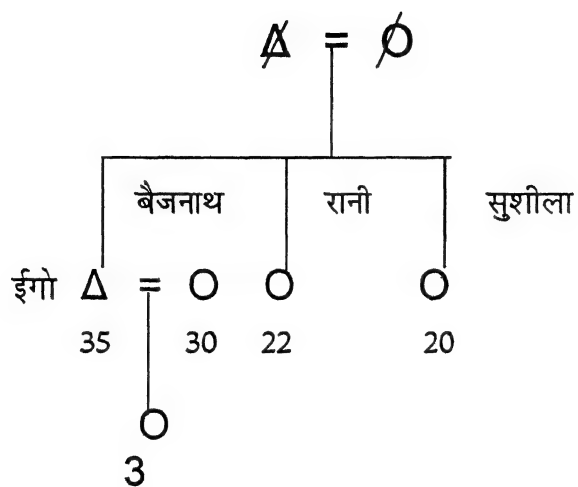 Δ = O
बैजनाथ रानी सुशीला
ईगो Δ = O O O
35 30 22 20
O
3